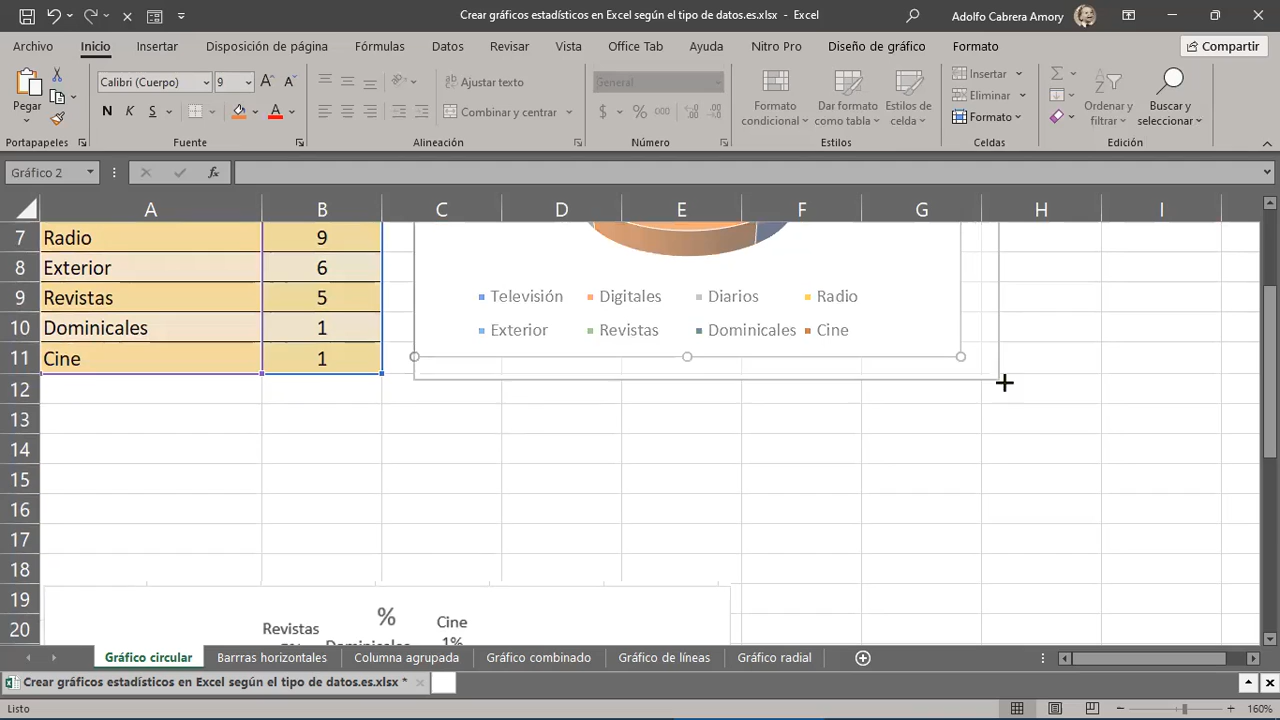 Crear gráficos estadísticos en Excel según el tipo de datos.es.xlsx - Excel
Adolfo Cabrera Amory
Archivo Inicio Insertar Disposición de página Fórmulas Datos Revisar Vista Office Tab Ayuda Nitro Pro Diseño de gráfico Formato Compartir
Pegar
Calibri (Cuerpo) 9
N K S
Ajustar texto
Combinar y centrar
General
$ % 000
Formato condicional
Dar formato como tabla
Estilos de celda
Insertar
Eliminar
Formato
Ordenar y filtrar
Buscar y seleccionar
Portapapeles Fuente Alineación Número Estilos Celdas Edición
Gráfico 2 fx
A B C D E F G H I
7 Radio 9
8 Exterior 6
9 Revistas 5
10 Dominicales 1
11 Cine 1
12
13
14
15
16
17
18
19
20
Televisión Digitales Diarios Radio
Exterior Revistas Dominicales Cine
%
Revistas
Cine
1%
Dominicales
Gráfico circular Barrras horizontales Columna agrupada Gráfico combinado Gráfico de líneas Gráfico radial
Crear gráficos estadísticos en Excel según el tipo de datos.es.xlsx *
Listo
160%